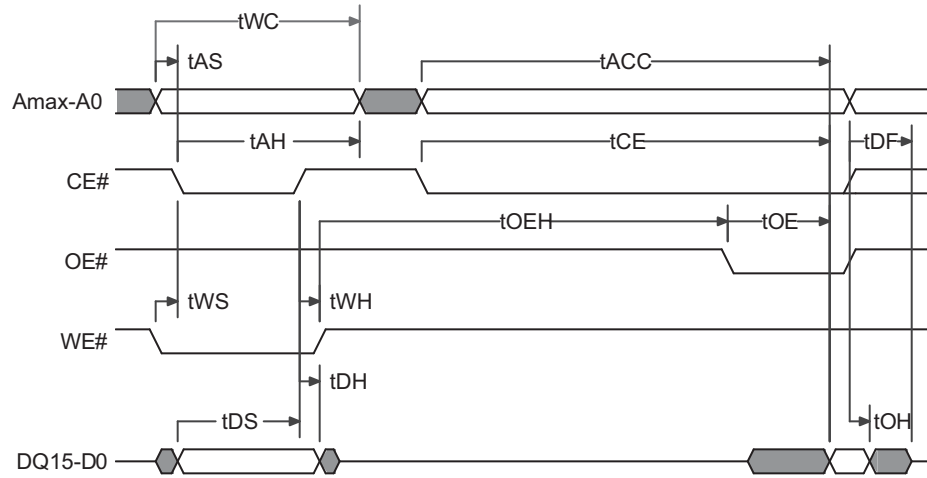 tWC
tAS
tACC
Amax-A0
tAH
tCE
tDF
CE#
tOEH
tOE
OE#
tWS
tWH
WE#
tDH
tDS
tOH
DQ15-D0